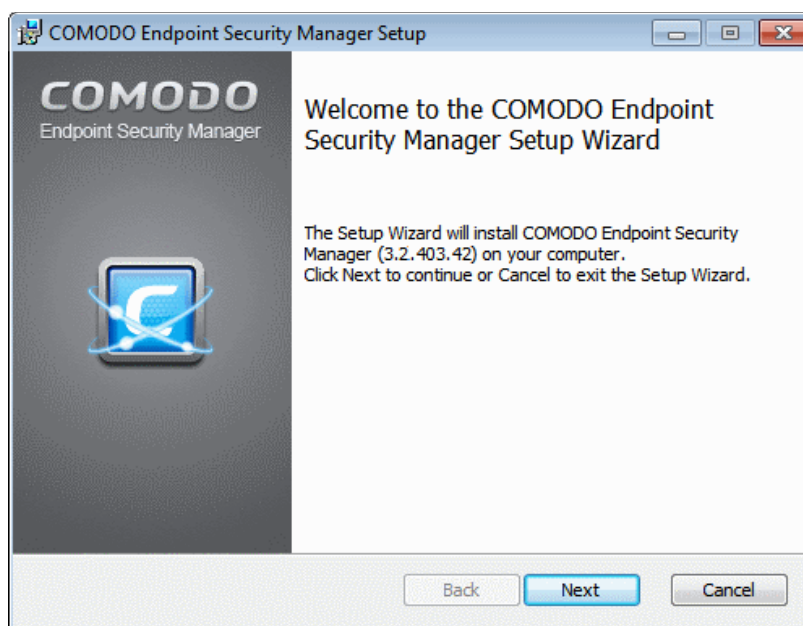 COMODO Endpoint Security Manager Setup
COMODO
Endpoint Security Manager
Welcome to the COMODO Endpoint
Security Manager Setup Wizard
The Setup Wizard will install COMODO Endpoint Security
Manager (3.2.403.42) on your computer.
Click Next to continue or Cancel to exit the Setup Wizard.
Back
Next
Cancel